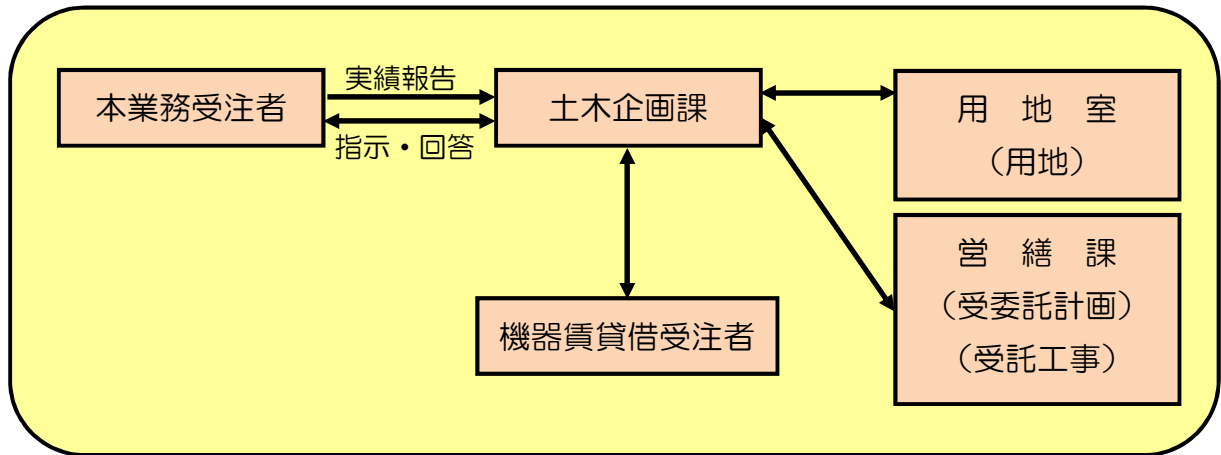 本業務受注者
実績報告
指示・回答
土木企画課
用　地　室
（用地）
営　繕　課
（受委託計画）
（受託工事）
機器賃貸借受注者